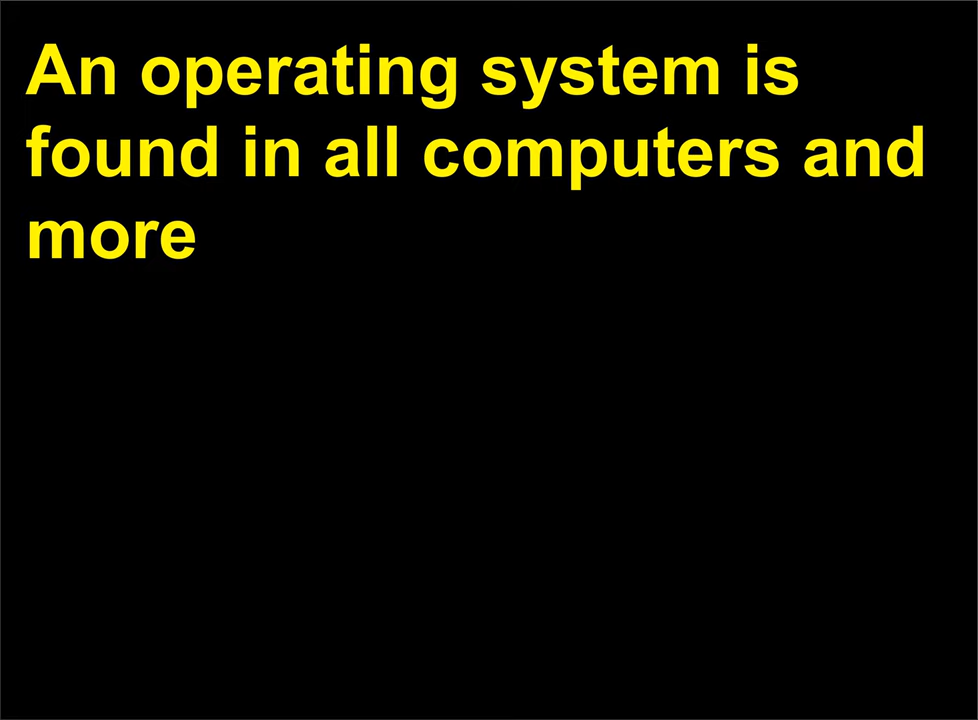 An operating system is
found in all computers and
more